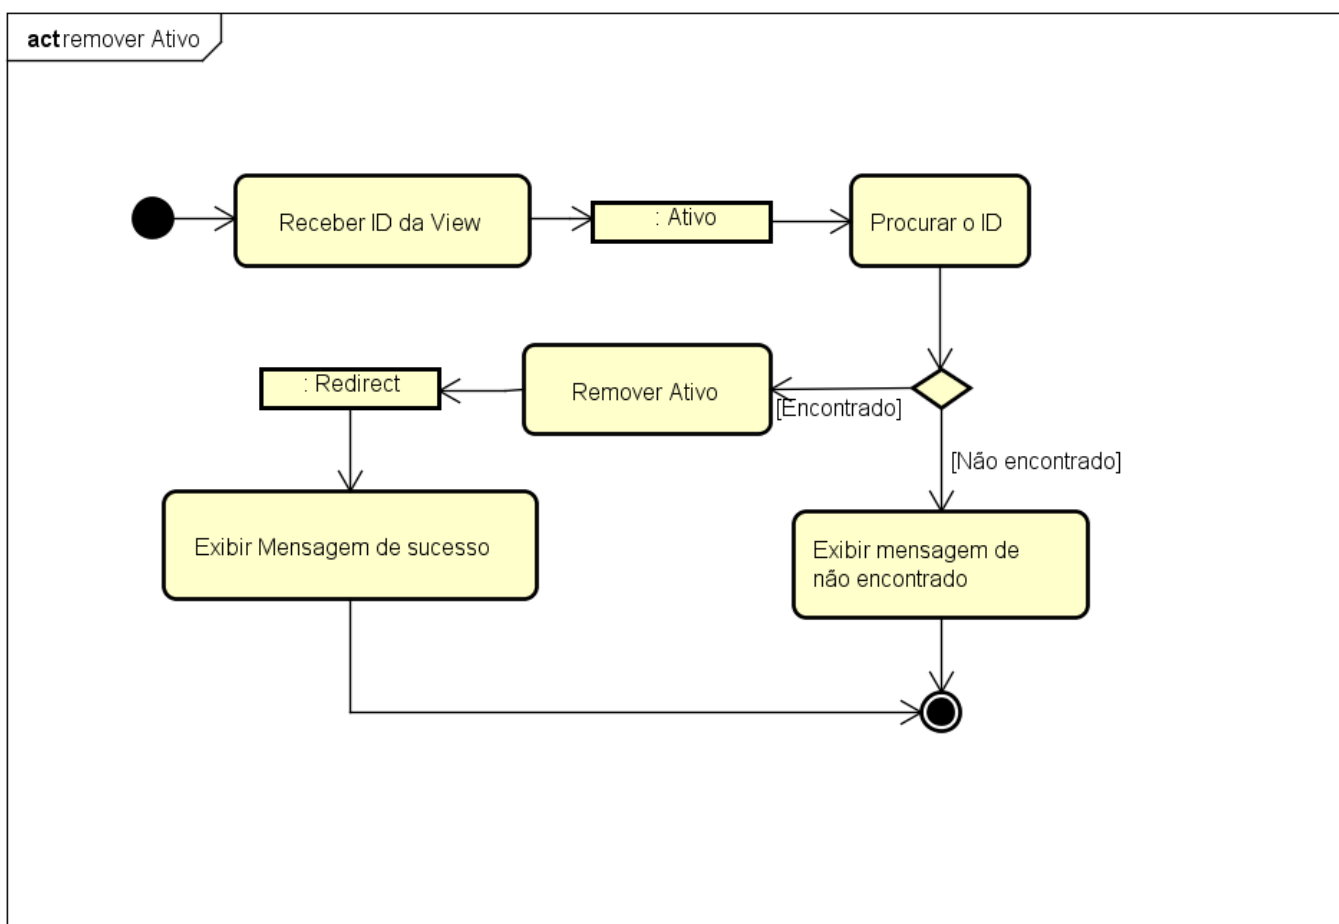 act remover Ativo
Receber ID da View
: Ativo
Procurar o ID
: Redirect
Remover Ativo
[Encontrado]
[Não encontrado]
Exibir Mensagem de sucesso
Exibir mensagem de
não encontrado